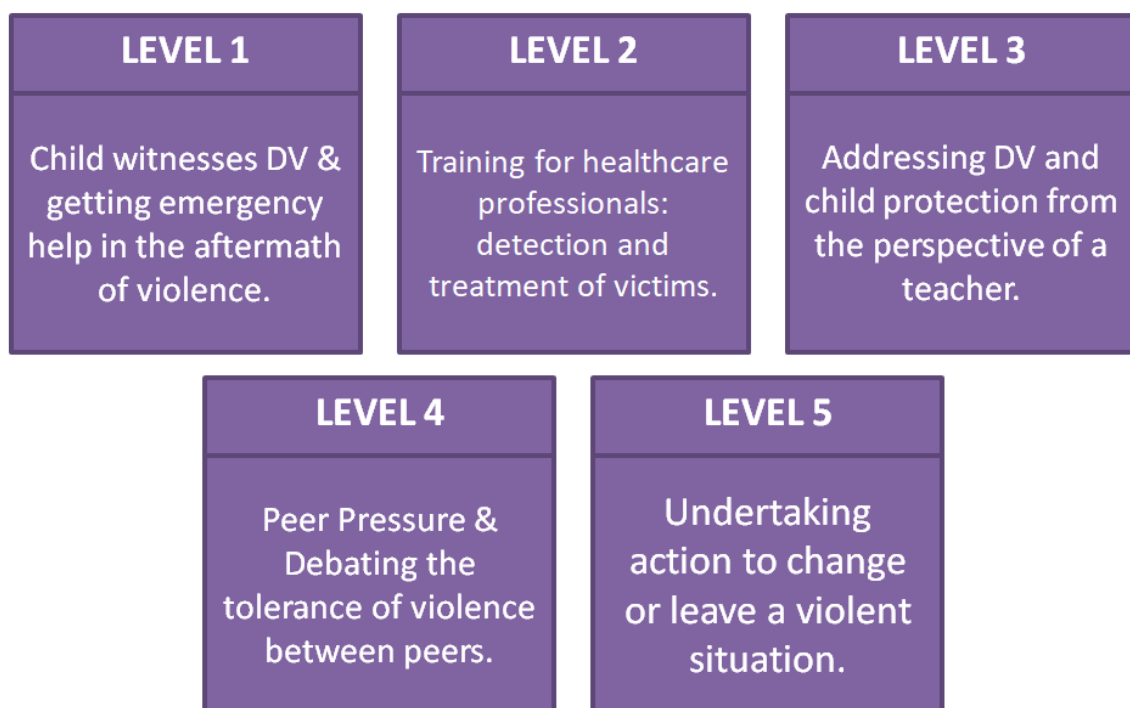 LEVEL 1
Child witnesses DV &
getting emergency
help in the aftermath
of violence.
LEVEL 2
Training for healthcare
professionals:
detection and
treatment of victims.
LEVEL 3
Addressing DV and
child protection from
the perspective of a
teacher.
LEVEL 4
Peer Pressure &
Debating the
tolerance of violence
between peers.
LEVEL 5
Undertaking
action to change
or leave a violent
situation.